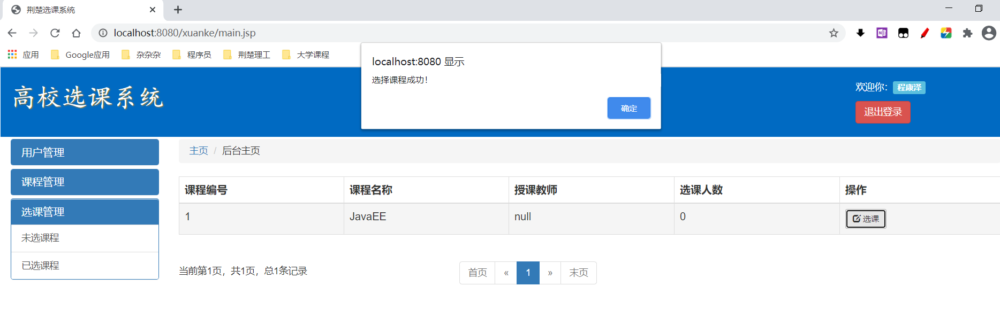 荆楚选课系统
localhost:8080/xuanke/main.jsp
应用 Google应用 杂杂杂 程序员 荆楚理工 大学课程
localhost:8080 显示
选择课程成功！
确定
高校选课系统
欢迎你： 程康泽
退出登录
用户管理
课程管理
选课管理
未选课程
已选课程
主页 / 后台主页
课程编号 课程名称 授课教师 选课人数 操作
1 JavaEE null 0 选课
当前第1页，共1页，总1条记录
首页 « 1 » 末页